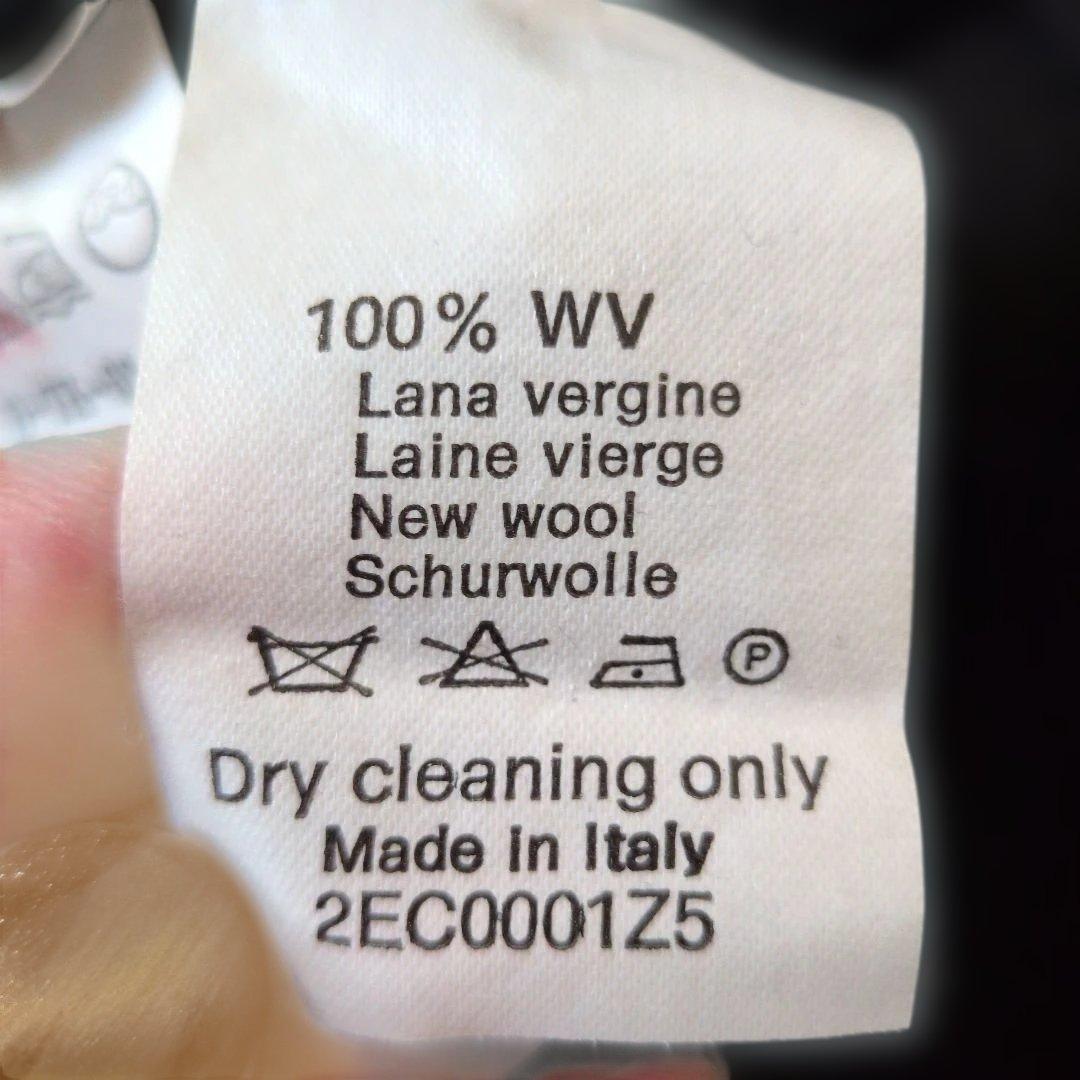 100% WV
Lana vergine
Laine vierge
New wool
Schurwolle
P
Dry cleaning only
Made in Italy
2EC0001Z5